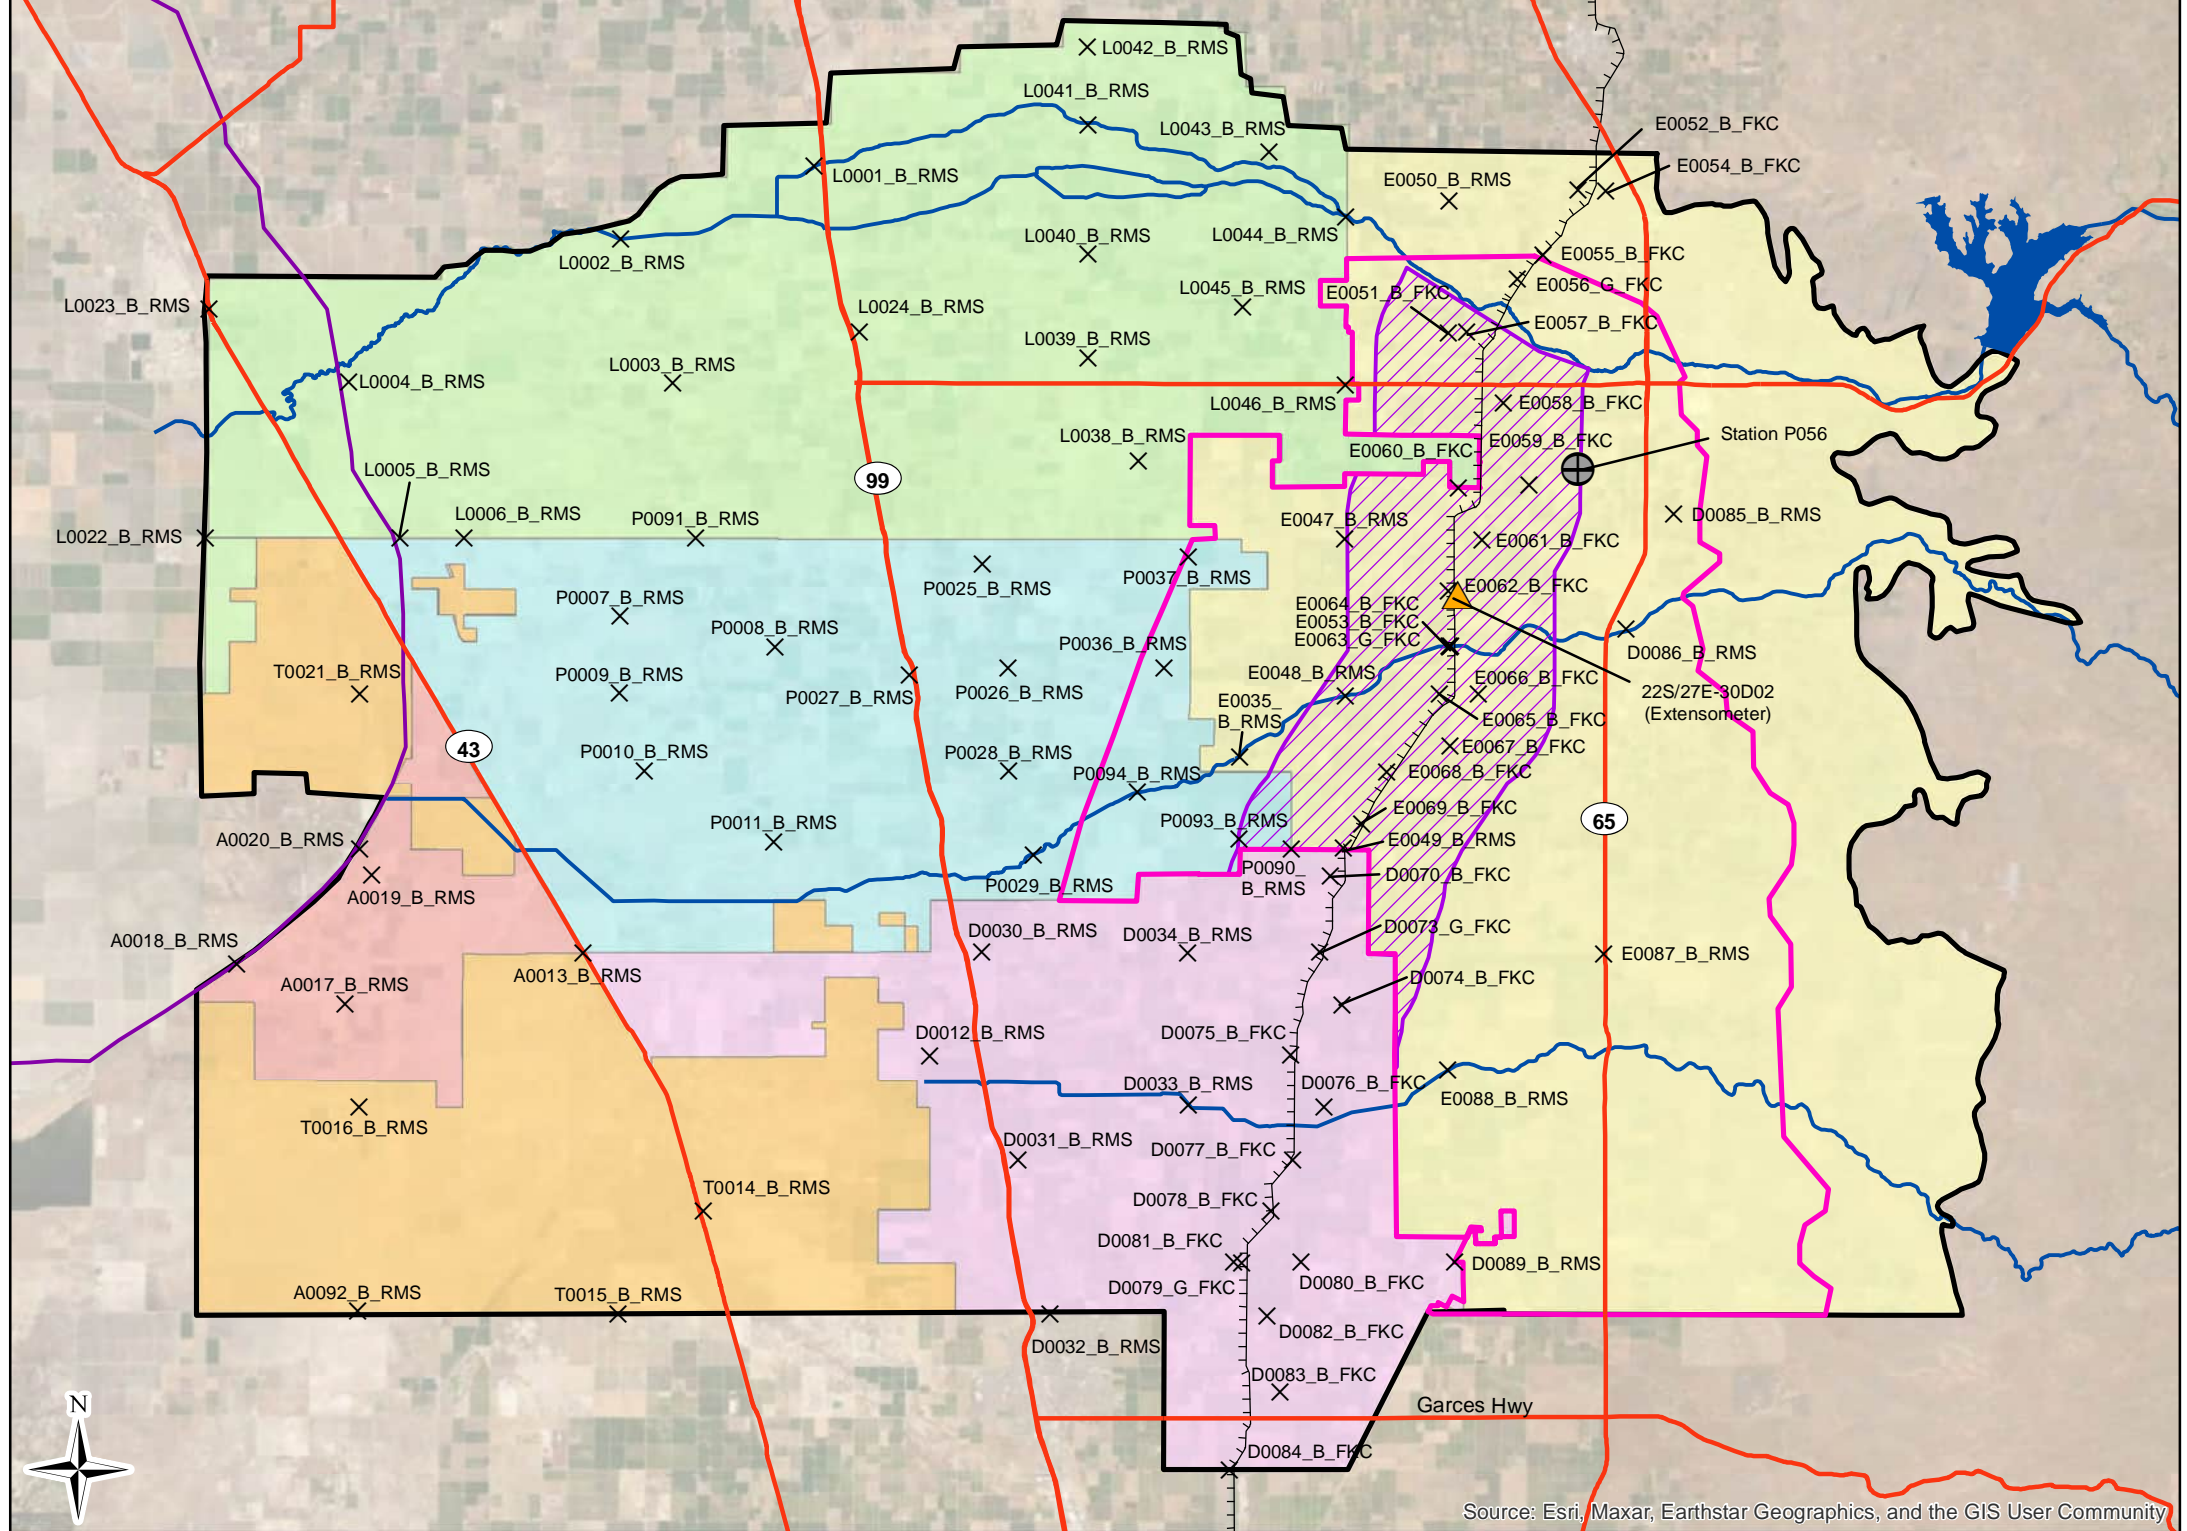 L0042_B_RMS
L0041_B_RMS
L0043_B_RMS
E0052_B_FKC
E0054_B_FKC
L0001_B_RMS
E0050_B_RMS
L0002_B_RMS
L0040_B_RMS
L0044_B_RMS
E0055_B_FKC
L0023_B_RMS
L0024_B_RMS
L0045_B_RMS
E0051_B_FKC
E0056_G_FKC
E0057_B_FKC
L0039_B_RMS
L0003_B_RMS
L0004_B_RMS
L0046_B_RMS
E0058_B_FKC
L0038_B_RMS
E0060_B_FKC
E0059_B_FKC
Station P056
L0005_B_RMS
99
L0006_B_RMS
P0091_B_RMS
E0047_B_RMS
D0085_B_RMS
L0022_B_RMS
E0061_B_FKC
P0025_B_RMS
P0037_B_RMS
P0007_B_RMS
E0062_B_FKC
E0064_B_FKC
E0053_B_FKC
E0063_G_FKC
P0008_B_RMS
P0036_B_RMS
D0086_B_RMS
T0021_B_RMS
P0009_B_RMS
P0027_B_RMS
P0026_B_RMS
E0048_B_RMS
E0066_B_FKC
22S/27E-30D02
(Extensometer)
E0035_
B_RMS
E0065_B_FKC
43
P0010_B_RMS
P0028_B_RMS
P0094_B_RMS
E0067_B_FKC
E0068_B_FKC
P0011_B_RMS
P0093_B_RMS
E0069_B_FKC
65
A0020_B_RMS
E0049_B_RMS
A0019_B_RMS
P0029_B_RMS
P0090_
B_RMS
D0070_B_FKC
A0018_B_RMS
D0030_B_RMS
D0034_B_RMS
D0073_G_FKC
A0013_B_RMS
E0087_B_RMS
A0017_B_RMS
D0074_B_FKC
D0012_B_RMS
D0075_B_FKC
D0033_B_RMS
D0076_B_FKC
E0088_B_RMS
T0016_B_RMS
D0031_B_RMS
D0077_B_FKC
T0014_B_RMS
D0078_B_FKC
D0081_B_FKC
D0089_B_RMS
D0079_G_FKC
D0080_B_FKC
A0092_B_RMS
T0015_B_RMS
D0032_B_RMS
D0082_B_FKC
D0083_B_FKC
Garces Hwy
N
D0084_B_FKC
Source: Esri, Maxar, Earthstar Geographics, and the GIS User Community